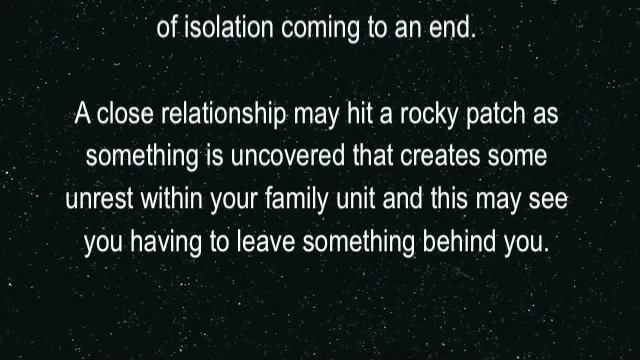 of isolation coming to an end.
A close relationship may hit a rocky patch as
something is uncovered that creates some
unrest within your family unit and this may see
you having to leave something behind you.